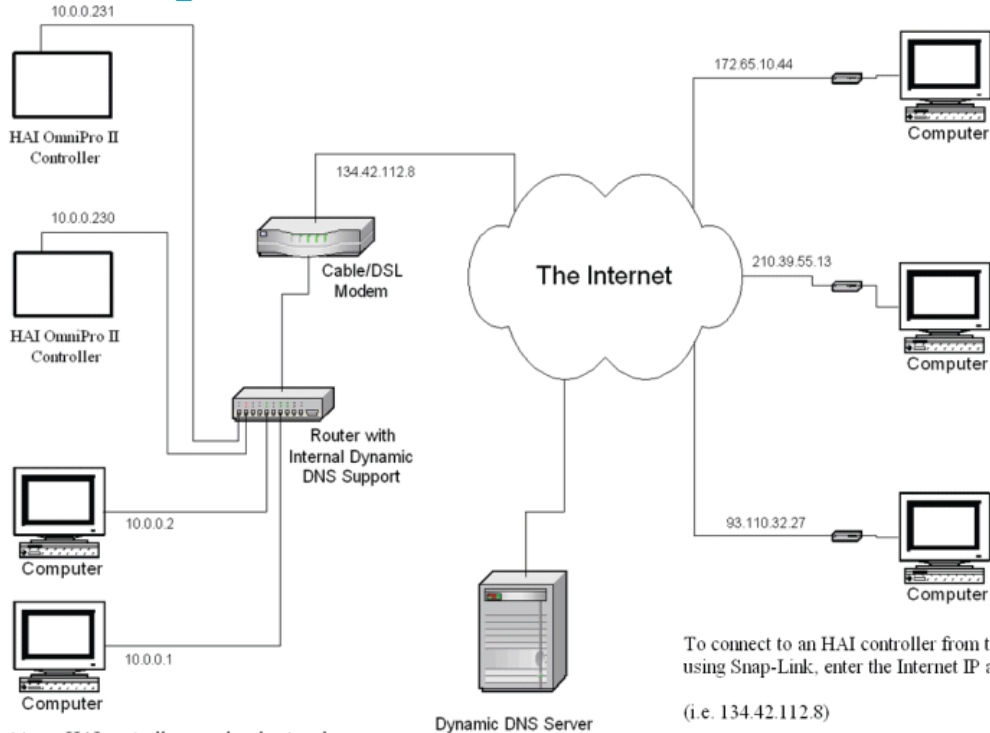 10.0.0.231
HAI OmniPro II
Controller
10.0.0.230
HAI OmniPro II
Controller
134.42.112.8
Cable/DSL
Modem
Router with
Internal Dynamic
DNS Support
10.0.0.2
Computer
10.0.0.1
Computer
The Internet
Dynamic DNS Server
172.65.10.44
Computer
210.39.55.13
Computer
93.110.32.27
Computer
To connect to an HAI controller from
using Snap-Link, enter the Internet IP
(i.e. 134.42.112.8)